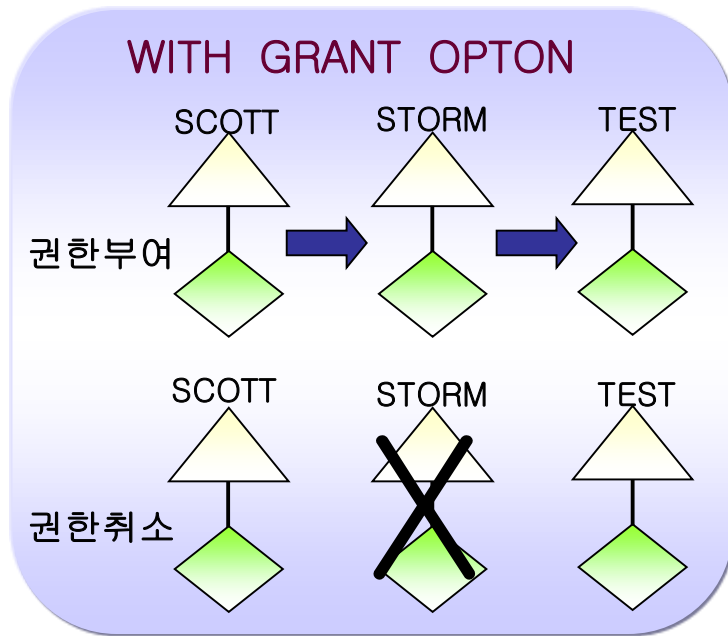 WITH GRANT OPTON
SCOTT STORM TEST
권한부여
SCOTT STORM TEST
권한취소